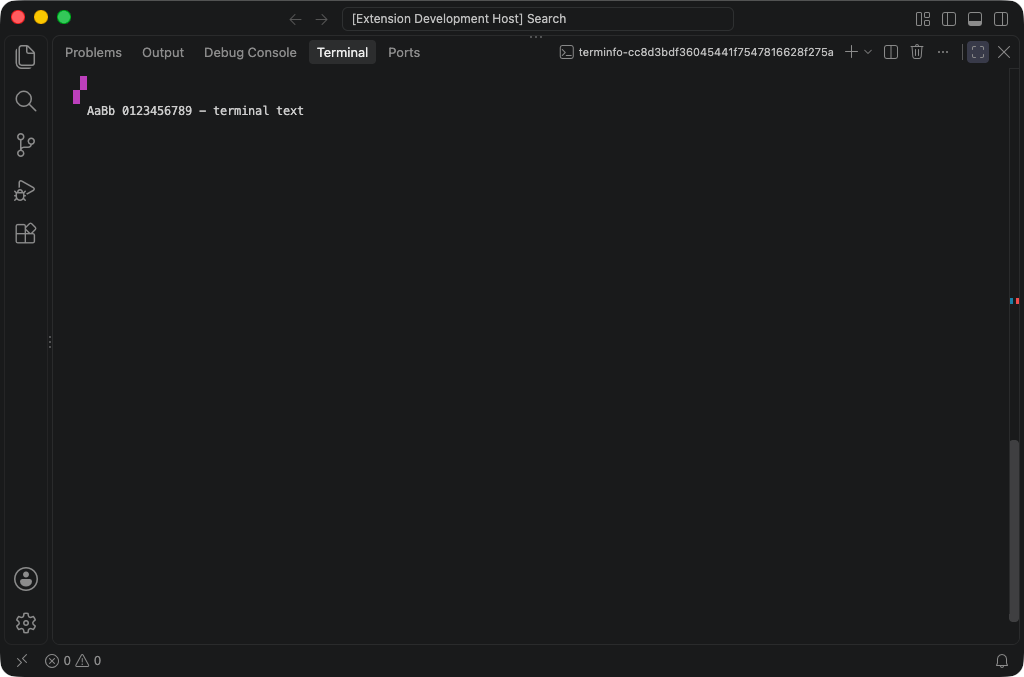 [Extension Development Host] Search
Problems Output Debug Console Terminal Ports
terminfo-cc8d3bdf36045441f7547816628f275a
AaBb 0123456789 — terminal text
0 0